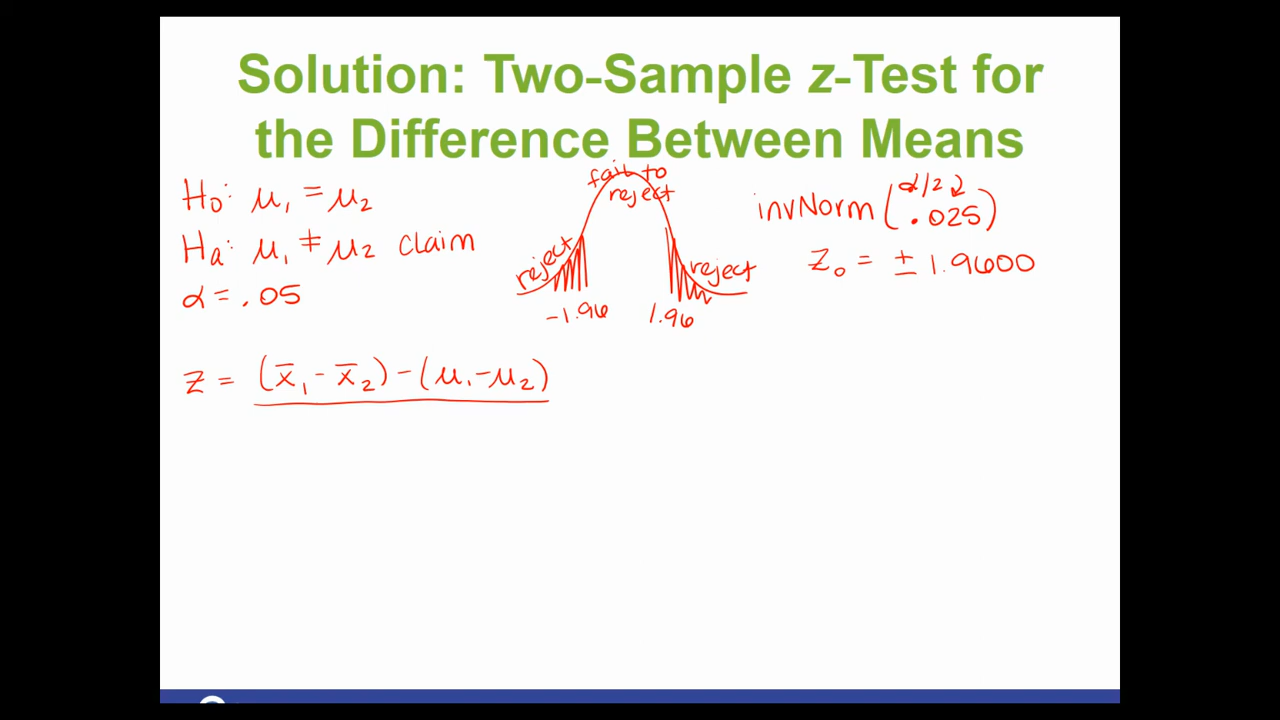 Solution: Two-Sample z-Test for
the Difference Between Means
H₀: μ₁ = μ₂
Hₐ: μ₁ ≠ μ₂ claim
α = .05
fail to
reject
reject
reject
-1.96
1.96
α/2
invNorm(.025)
z₀ = ± 1.9600
z = (x̄₁ - x̄₂) - (μ₁ - μ₂)